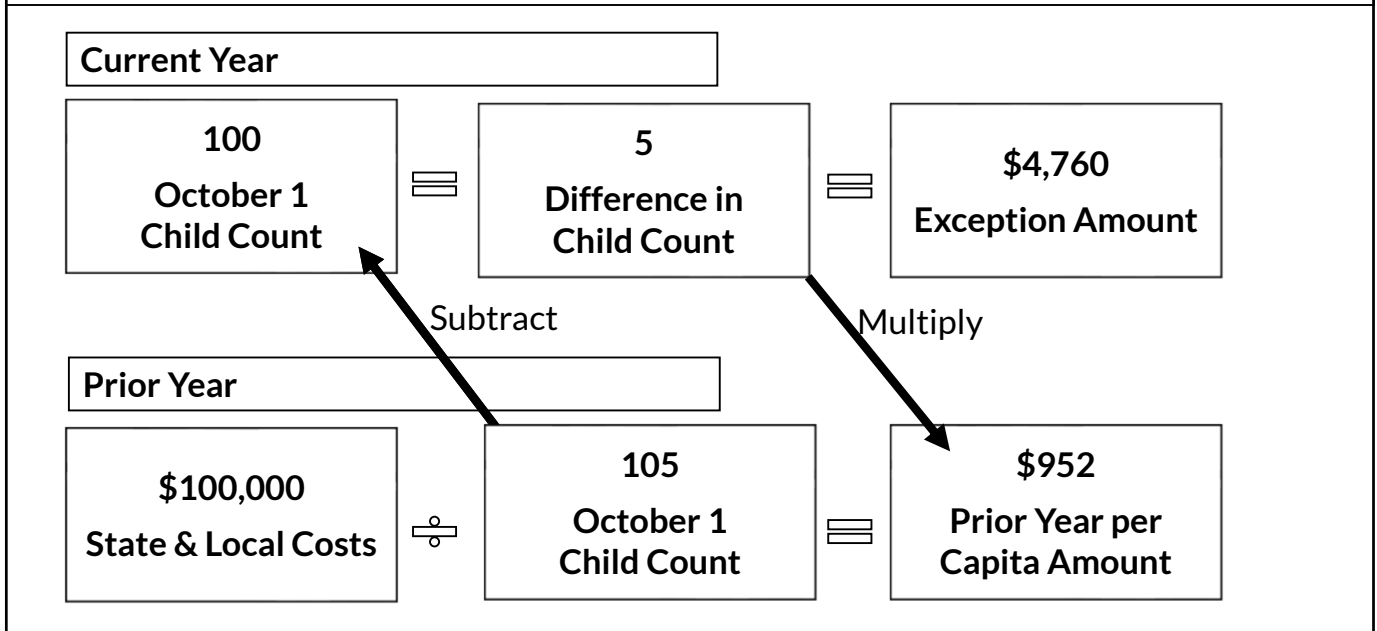 Current Year
100
October 1
Child Count
5
Difference in
Child Count
$4,760
Exception Amount
Subtract
Multiply
Prior Year
$100,000
State & Local Costs
÷
105
October 1
Child Count
=
$952
Prior Year per
Capita Amount